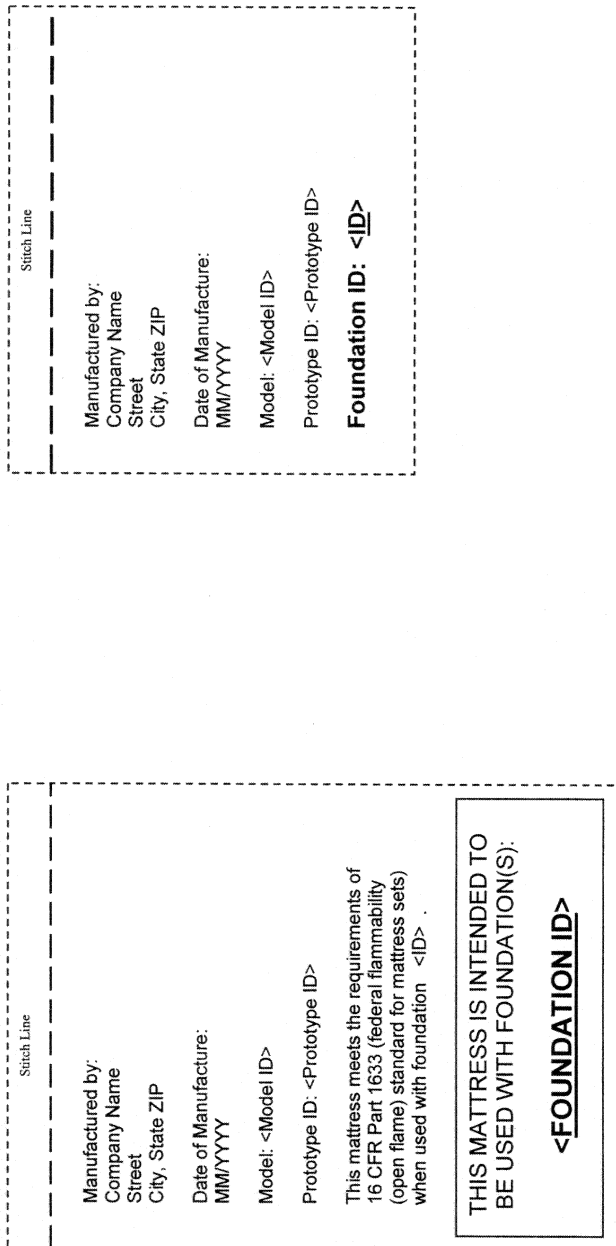 Stitch Line
Manufactured by:
Company Name
Street
City, State ZIP
Date of Manufacture:
MM/YYYY
Model: <Model ID>
Prototype ID: <Prototype ID>
This mattress meets the requirements of
16 CFR Part 1633 (federal flammability
(open flame) standard for mattress sets)
when used with foundation <ID> .
THIS MATTRESS IS INTENDED TO
BE USED WITH FOUNDATION(S):
<FOUNDATION ID>
Stitch Line
Manufactured by:
Company Name
Street
City, State ZIP
Date of Manufacture:
MM/YYYY
Model: <Model ID>
Prototype ID: <Prototype ID>
Foundation ID: <ID>